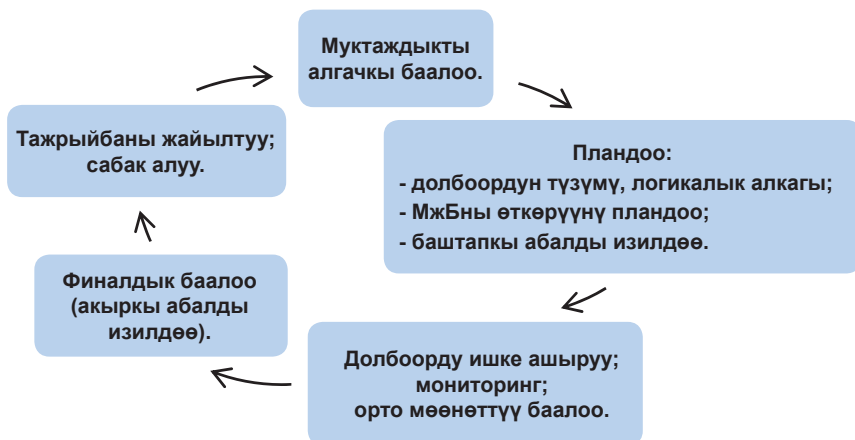 Муктаждыкты
алгачкы баалоо.
Пландоо:
- долбоордун түзүмү, логикалык алкагы;
- МжБны өткөрүүнү пландоо;
- баштапкы абалды изилдөө.
Долбоорду ишке ашыруу;
мониторинг;
орто мөөнөттүү баалоо.
Финалдык баалоо
(акыркы абалды
изилдөө).
Тажрыйбаны жайылтуу;
сабак алуу.